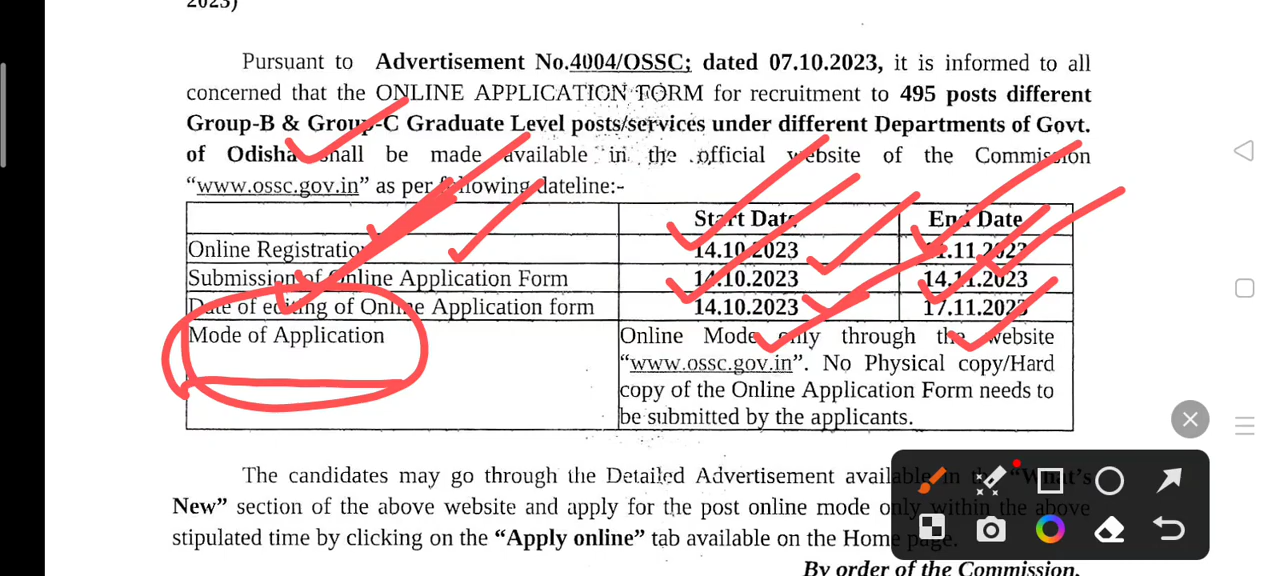 2023)
Pursuant to Advertisement No.4004/OSSC; dated 07.10.2023, it is informed to all
concerned that the ONLINE APPLICATION FORM for recruitment to 495 posts different
Group-B & Group-C Graduate Level posts/services under different Departments of Govt.
of Odisha shall be made available in the official website of the Commission
“www.ossc.gov.in” as per following dateline:-
Start Date End Date
Online Registration 14.10.2023
Submission of Online Application Form 14.10.2023 14.11.2023
Date of editing of Online Application form 14.10.2023 17.11.2023
Mode of Application Online Mode only through the website
“www.ossc.gov.in”. No Physical copy/Hard
copy of the Online Application Form needs to
be submitted by the applicants.
The candidates may go through the Detailed Advertisement available in the “What’s
New” section of the above website and apply for the post online mode only within the above
stipulated time by clicking on the “Apply online” tab available on the Home page.
By order of the Commission.